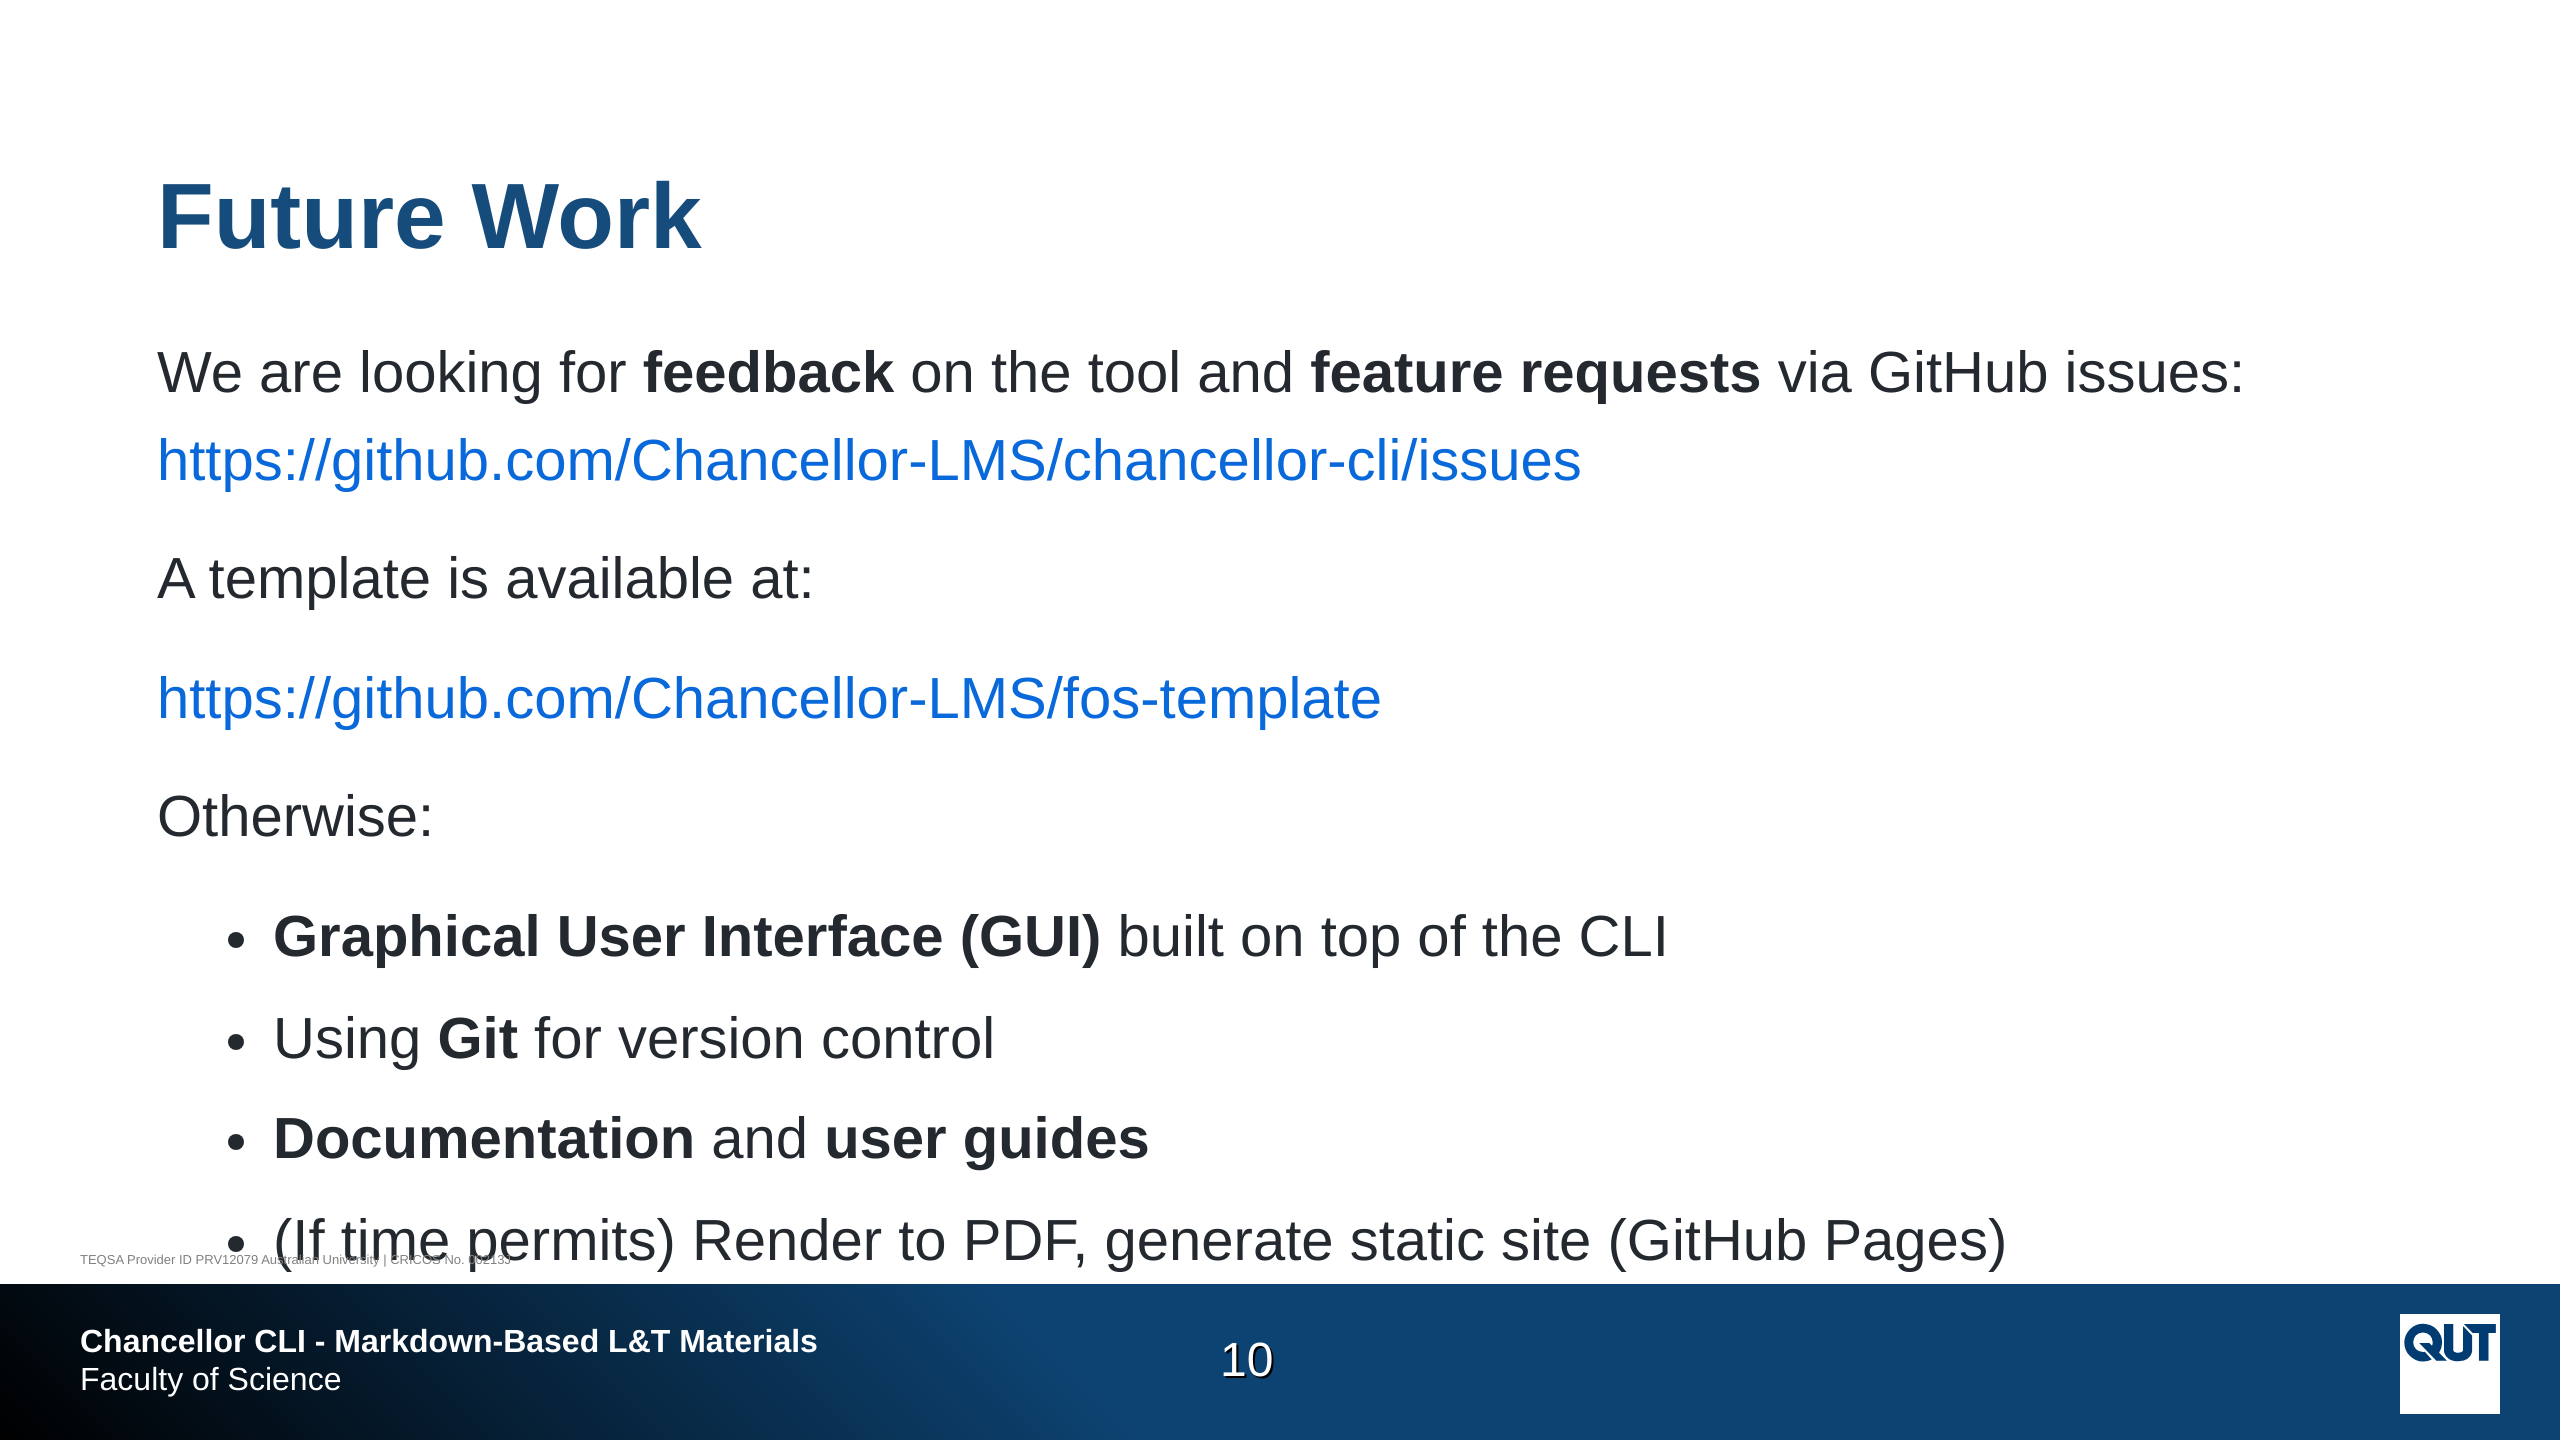 Future Work
We are looking for feedback on the tool and feature requests via GitHub issues:
https://github.com/Chancellor-LMS/chancellor-cli/issues
A template is available at:
https://github.com/Chancellor-LMS/fos-template
Otherwise:
• Graphical User Interface (GUI) built on top of the CLI
• Using Git for version control
• Documentation and user guides
• (If time permits) Render to PDF, generate static site (GitHub Pages)
TEQSA Provider ID PRV12079 Australian University | CRICOS No. 00213J
Chancellor CLI - Markdown-Based L&T Materials
Faculty of Science
10
QUT